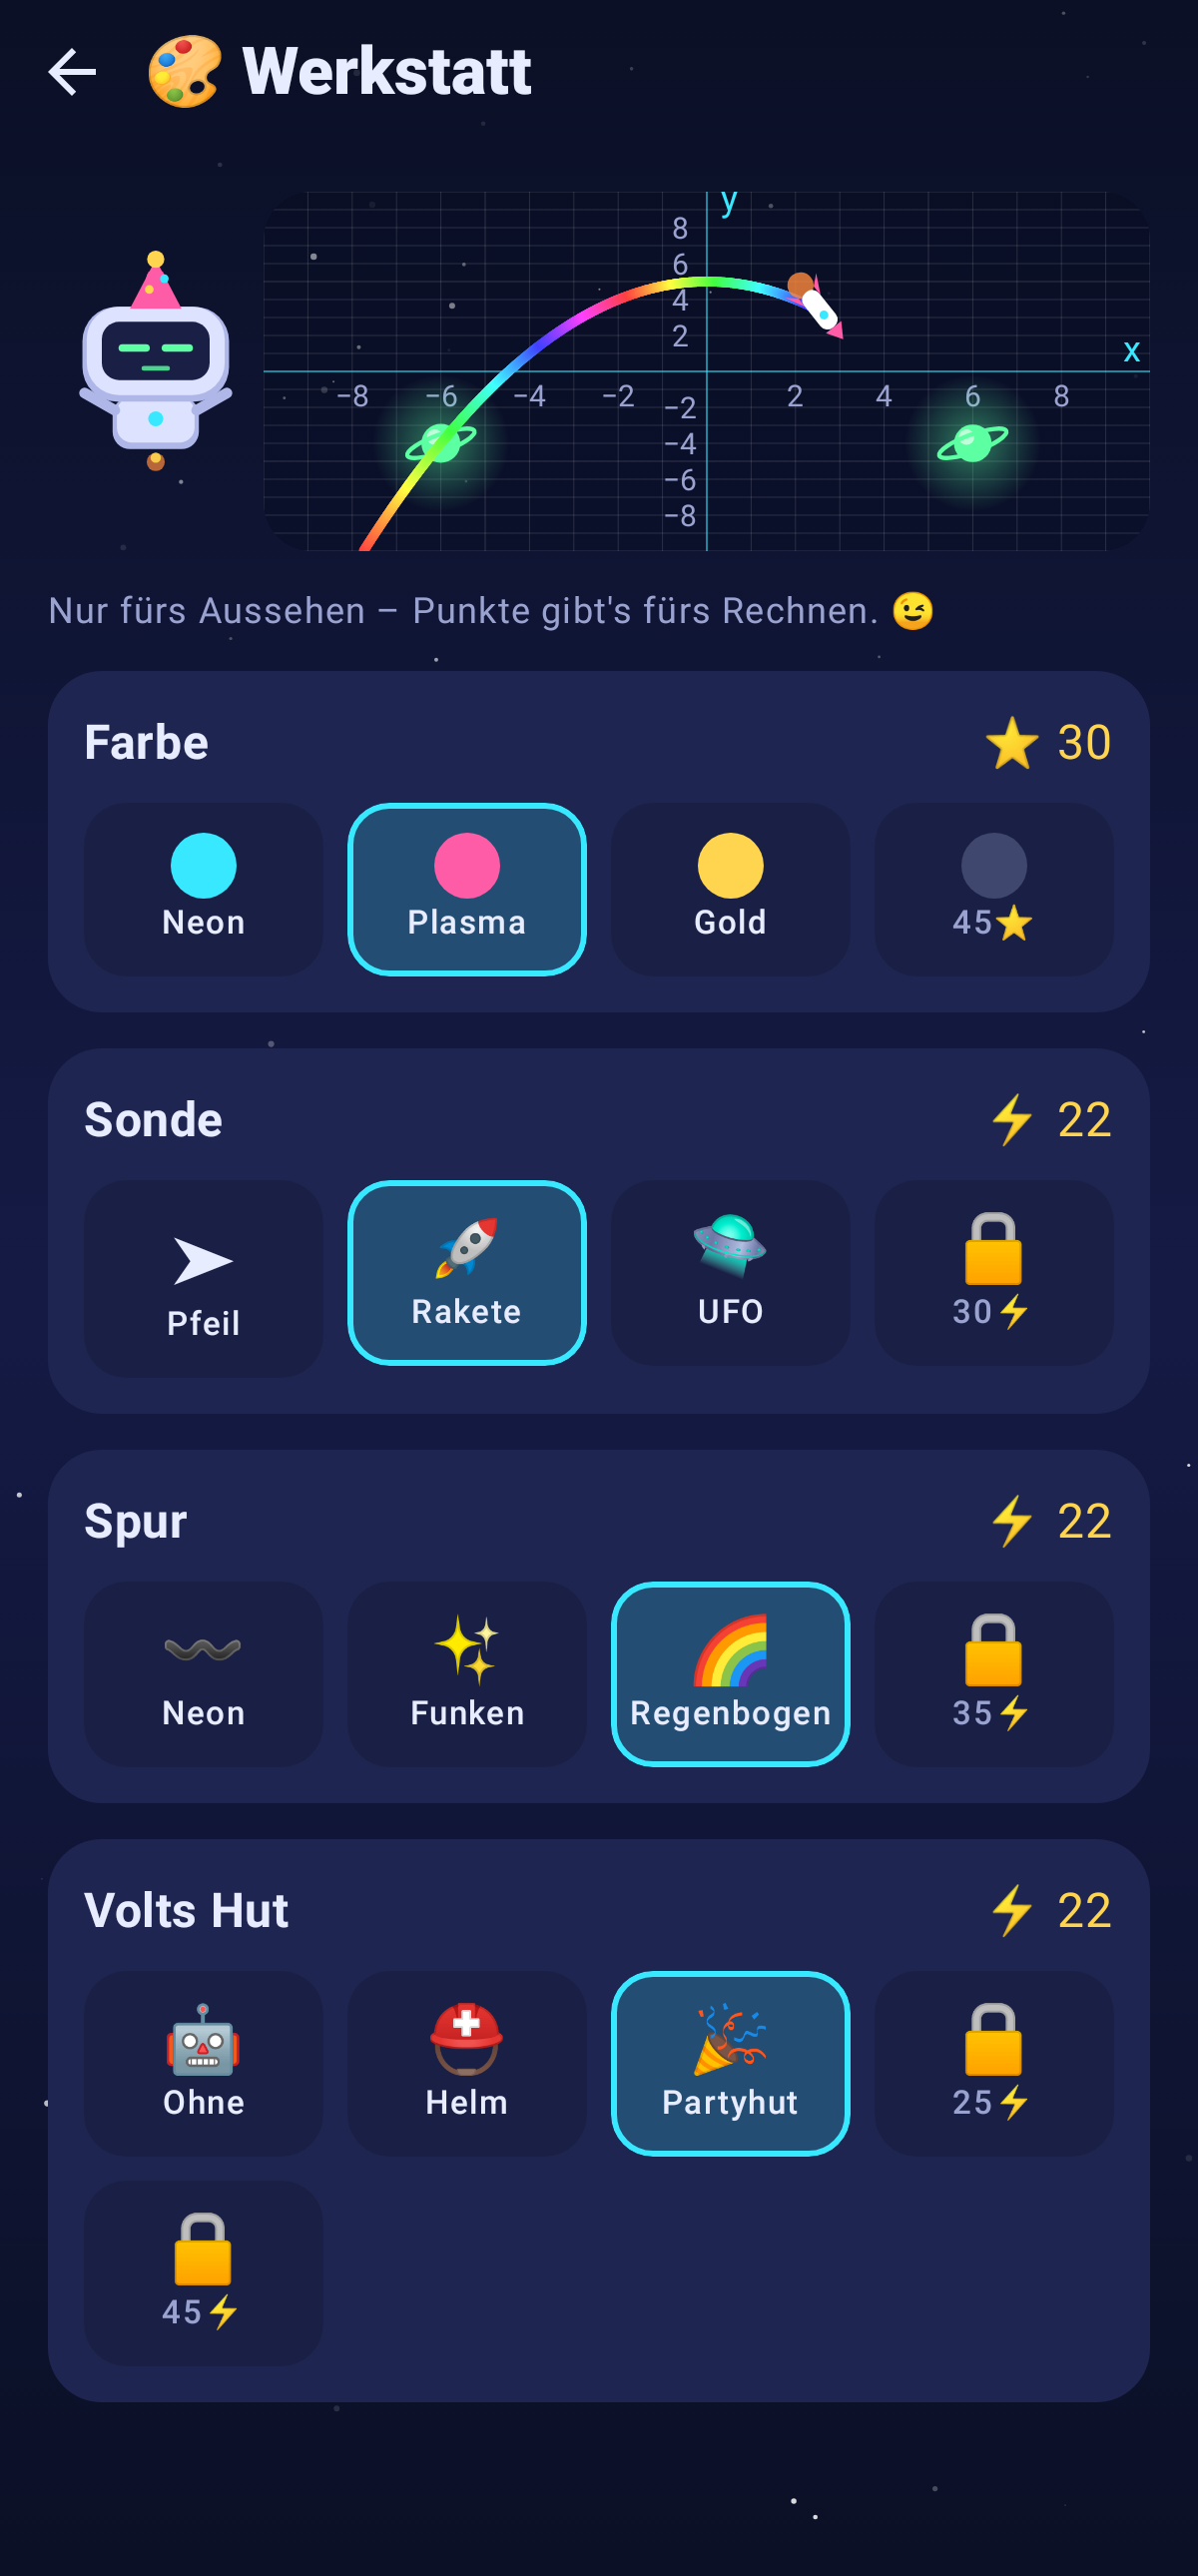 🎨 Werkstatt
y
8
6
4
2
x
−8 −6 −4 −2 2 4 6 8
−2
−4
−6
−8
Nur fürs Aussehen – Punkte gibt's fürs Rechnen. 😉
Farbe ⭐ 30
Neon Plasma Gold 45⭐
Sonde ⚡ 22
Pfeil Rakete UFO 30⚡
Spur ⚡ 22
Neon Funken Regenbogen 35⚡
Volts Hut ⚡ 22
Ohne Helm Partyhut 25⚡
45⚡